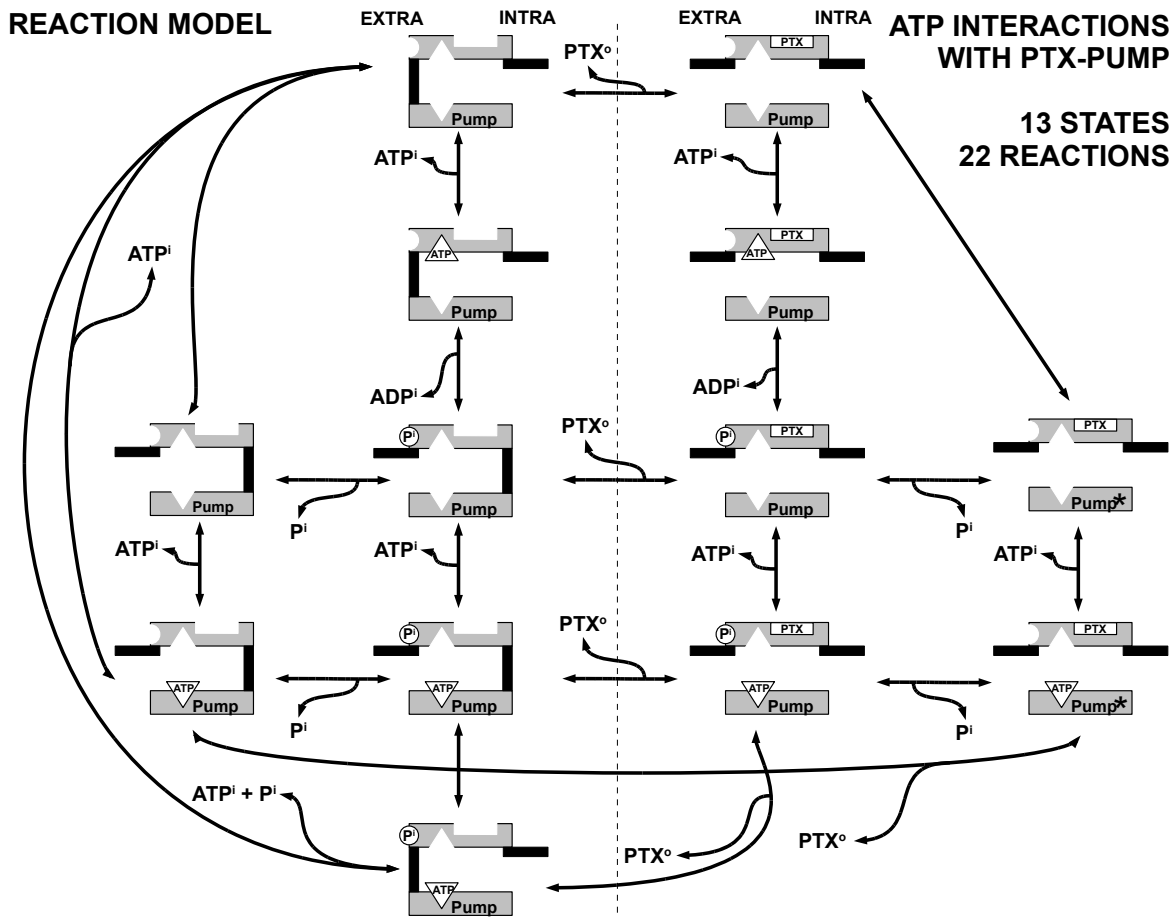 REACTION MODEL
EXTRA INTRA
EXTRA INTRA
ATP INTERACTIONS
WITH PTX-PUMP
13 STATES
22 REACTIONS
PTXᵒ
PTX
Pump
Pump
ATPⁱ
ATPⁱ
ATPⁱ
ATP
PTX
ATP
Pump
Pump
ADPⁱ
ADPⁱ
Pump
Pⁱ
Pump
PTXᵒ
Pⁱ
PTX
Pump
PTX
Pump*
Pⁱ
Pⁱ
ATPⁱ
ATPⁱ
ATPⁱ
ATPⁱ
ATP
Pump
Pⁱ
ATP
Pump
PTXᵒ
Pⁱ
PTX
ATP
Pump
PTX
ATP
Pump*
Pⁱ
Pⁱ
ATPⁱ + Pⁱ
Pⁱ
ATP
Pump
PTXᵒ
PTXᵒ